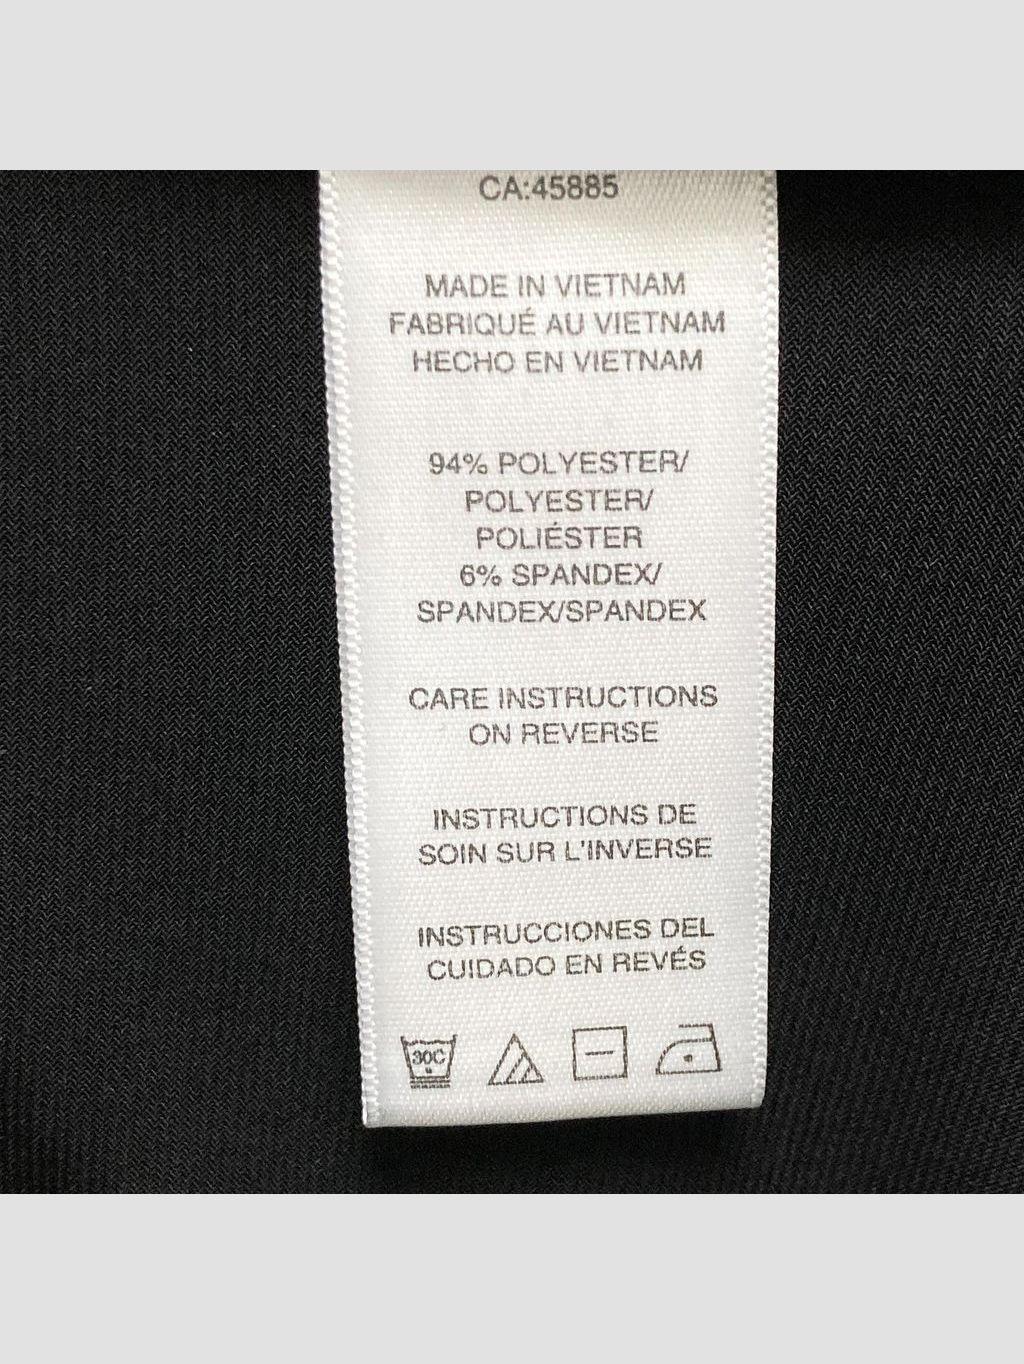 CA:45885
MADE IN VIETNAM
FABRIQUÉ AU VIETNAM
HECHO EN VIETNAM
94% POLYESTER/
POLYESTER/
POLIÉSTER
6% SPANDEX/
SPANDEX/SPANDEX
CARE INSTRUCTIONS
ON REVERSE
INSTRUCTIONS DE
SOIN SUR L'INVERSE
INSTRUCCIONES DEL
CUIDADO EN REVÉS
30C